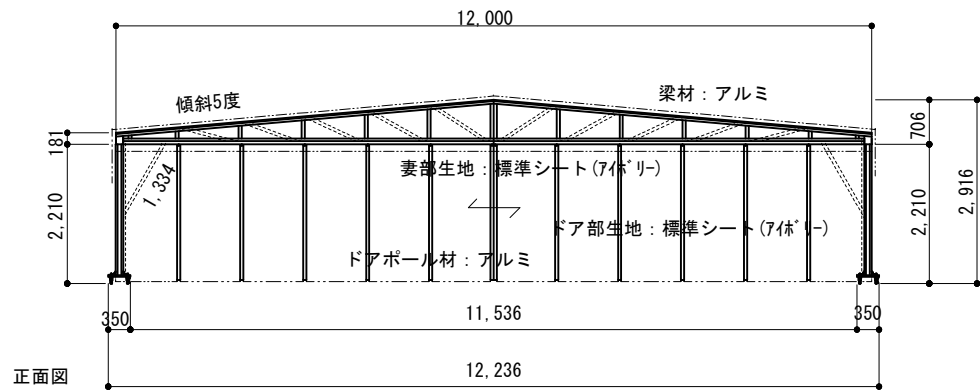 12,000
傾斜5度
梁材：アルミ
181
706
1,334
妻部生地：標準シート(ｱｲﾎﾞﾘｰ)
2,210
2,210
2,916
ドア部生地：標準シート(ｱｲﾎﾞﾘｰ)
ドアポール材：アルミ
350
11,536
350
12,236
正面図